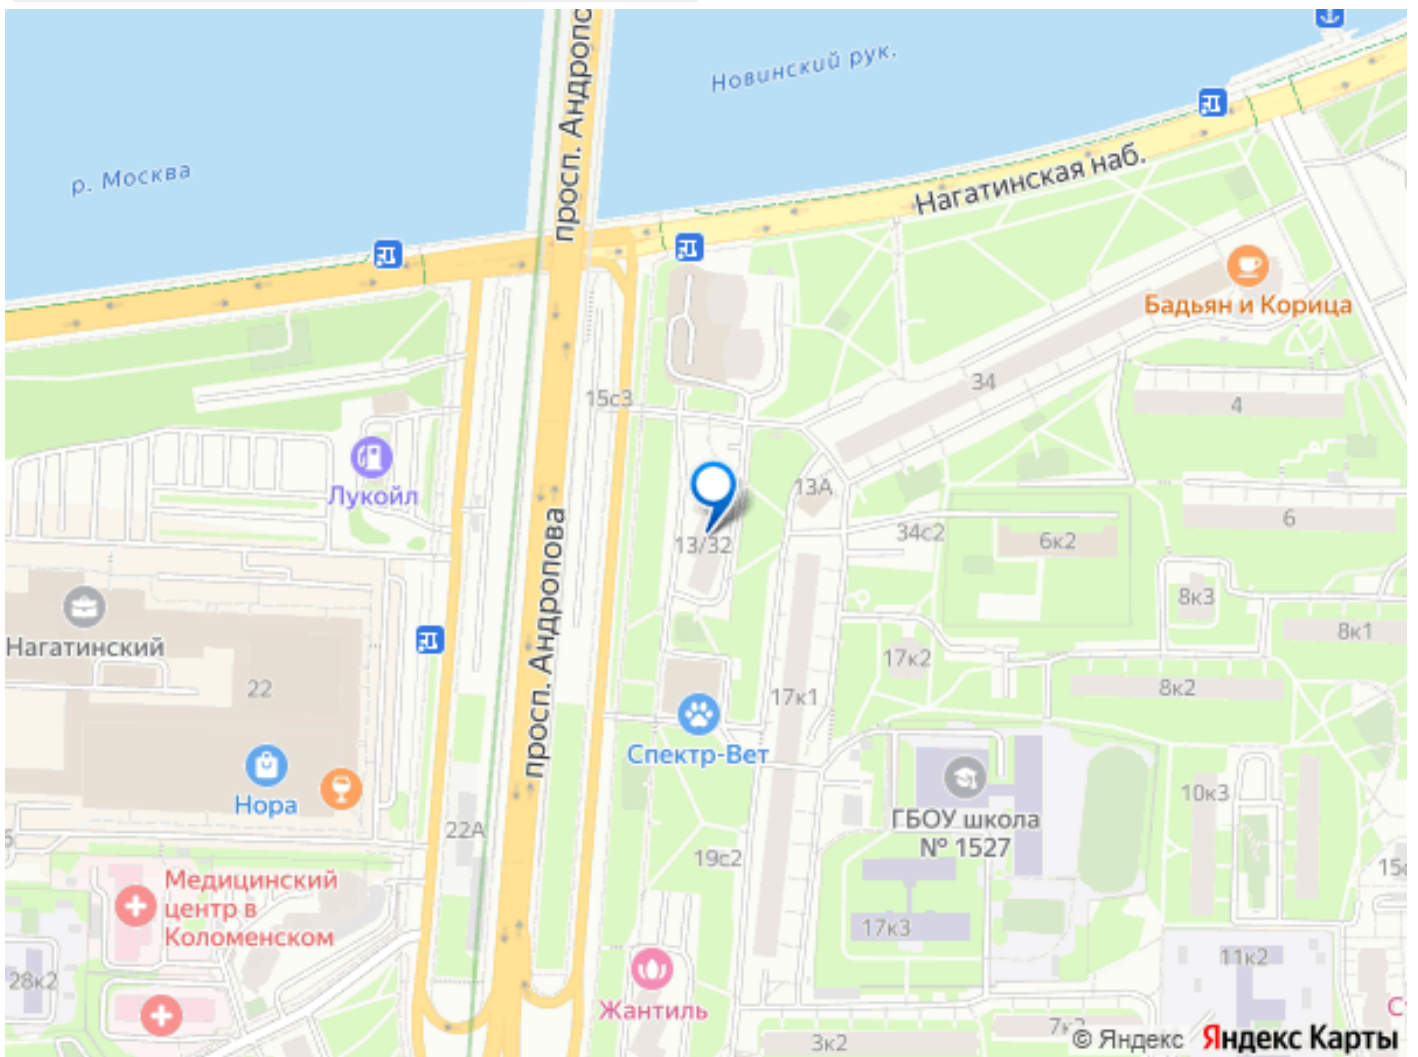 просп. Андропо
Новинский рук.
р. Москва
Нагатинская наб.
Бадьян и Корица
34
15с3
4
Лукойл
13А
13/32
34с2
6к2
6
просп. Андропова
8к3
Нагатинский
8к1
17к2
22
17к1
8к2
Спектр-Вет
Нора
10к3
22А
ГБОУ школа
№ 1527
19с2
Медицинский
центр в
Коломенском
17к3
11к2
28к2
Жантиль
3к2
© Яндекс Яндекс Карты